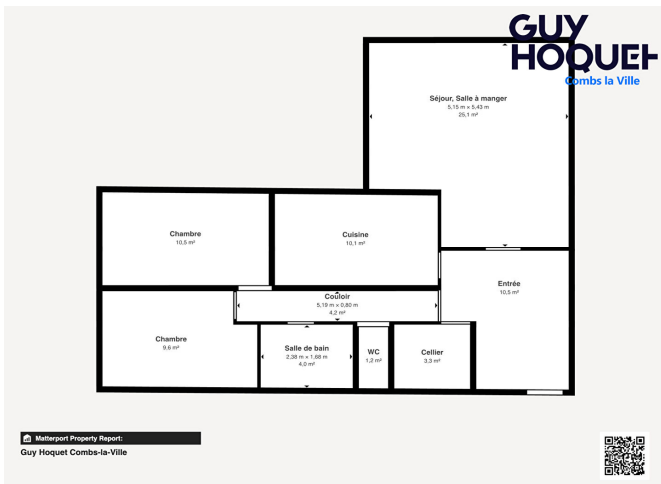 GUY
HOQUET
Combs la Ville
Séjour, Salle à manger
5,15 m x 5,43 m
25,1 m²
Chambre
10,5 m²
Cuisine
10,1 m²
Entrée
10,5 m²
Couloir
5,19 m x 0,80 m
4,2 m²
Chambre
9,6 m²
Salle de bain
2,38 m x 1,68 m
4,0 m²
WC
1,2 m²
Cellier
3,3 m²
Matterport Property Report:
Guy Hoquet Combs-la-Ville